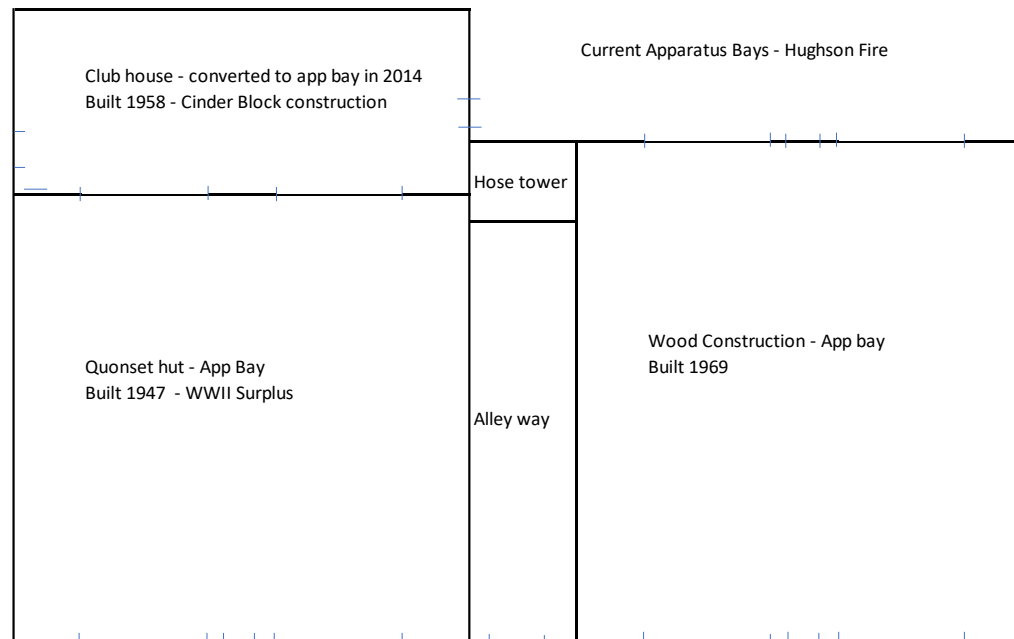 Current Apparatus Bays - Hughson Fire
Club house - converted to app bay in 2014
Built 1958 - Cinder Block construction
Hose tower
Wood Construction - App bay
Built 1969
Quonset hut - App Bay
Built 1947  - WWII Surplus
Alley way